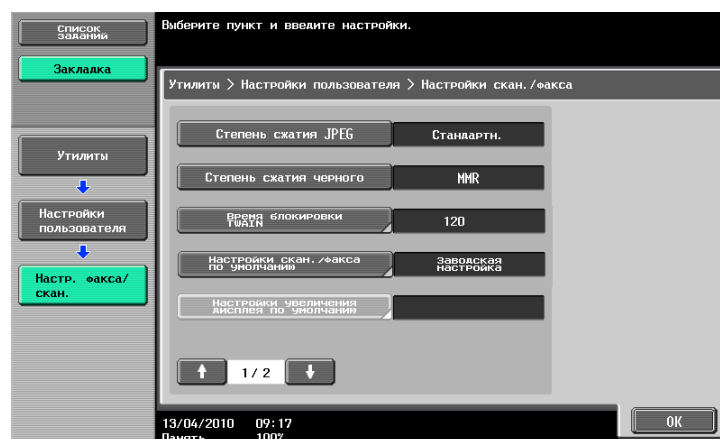 Список
заданий
Закладка
Утилиты
Настройки
пользователя
Настр. факса/
скан.
Выберите пункт и введите настройки.
Утилиты > Настройки пользователя > Настройки скан./факса
Степень сжатия JPEG
Стандартн.
Степень сжатия черного
MMR
Время блокировки
TWAIN
120
Настройки скан./факса
по умолчанию
Заводская
настройка
Настройки увеличения
дисплея по умолчанию
1/ 2
13/04/2010 09:17
Память 100%
OK